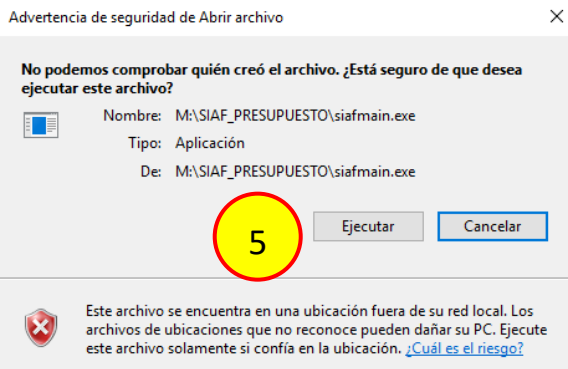 Advertencia de seguridad de Abrir archivo
No podemos comprobar quién creó el archivo. ¿Está seguro de que desea
ejecutar este archivo?
Nombre: M:\SIAF_PRESUPUESTO\siafmain.exe
Tipo: Aplicación
De: M:\SIAF_PRESUPUESTO\siafmain.exe
5
Ejecutar Cancelar
Este archivo se encuentra en una ubicación fuera de su red local. Los
archivos de ubicaciones que no reconoce pueden dañar su PC. Ejecute
este archivo solamente si confía en la ubicación. ¿Cuál es el riesgo?